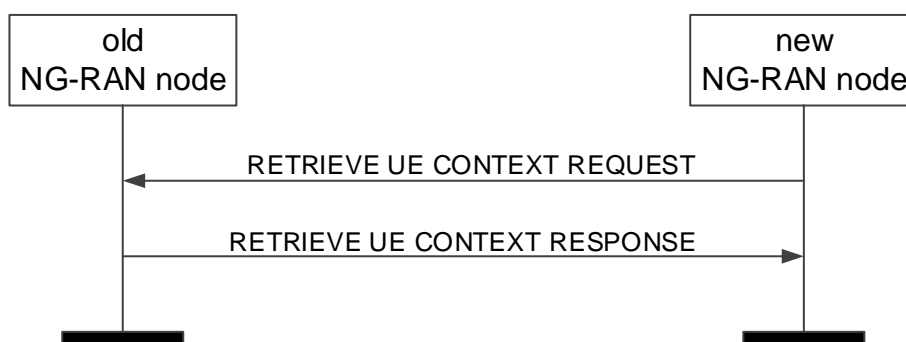 old
NG-RAN node
new
NG-RAN node
RETRIEVE UE CONTEXT REQUEST
RETRIEVE UE CONTEXT RESPONSE